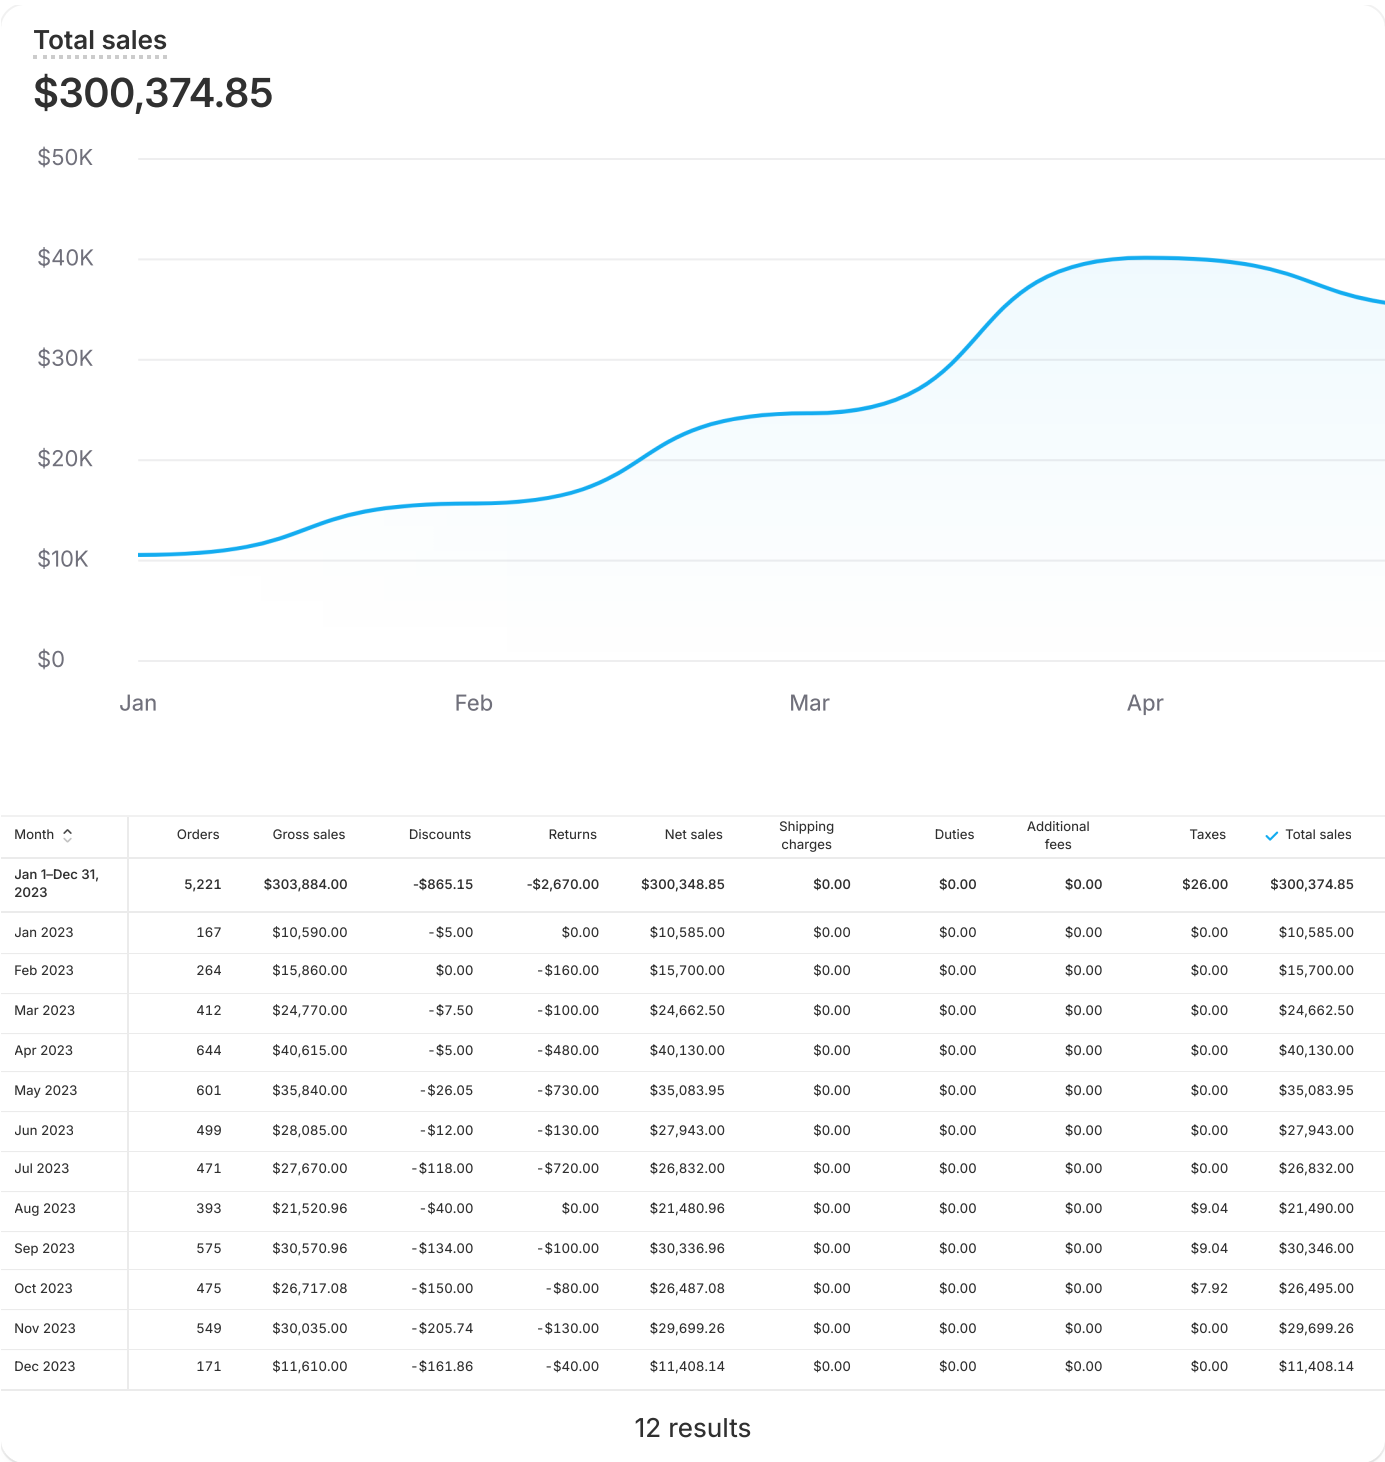 Total sales
$300,374.85
$50K
$40K
$30K
$20K
$10K
$0
Jan Feb Mar Apr
Month Orders Gross sales Discounts Returns Net sales Shipping charges Duties Additional fees Taxes Total sales
Jan 1–Dec 31, 2023 5,221 $303,884.00 -$865.15 -$2,670.00 $300,348.85 $0.00 $0.00 $0.00 $26.00 $300,374.85
Jan 2023 167 $10,590.00 -$5.00 $0.00 $10,585.00 $0.00 $0.00 $0.00 $0.00 $10,585.00
Feb 2023 264 $15,860.00 $0.00 -$160.00 $15,700.00 $0.00 $0.00 $0.00 $0.00 $15,700.00
Mar 2023 412 $24,770.00 -$7.50 -$100.00 $24,662.50 $0.00 $0.00 $0.00 $0.00 $24,662.50
Apr 2023 644 $40,615.00 -$5.00 -$480.00 $40,130.00 $0.00 $0.00 $0.00 $0.00 $40,130.00
May 2023 601 $35,840.00 -$26.05 -$730.00 $35,083.95 $0.00 $0.00 $0.00 $0.00 $35,083.95
Jun 2023 499 $28,085.00 -$12.00 -$130.00 $27,943.00 $0.00 $0.00 $0.00 $0.00 $27,943.00
Jul 2023 471 $27,670.00 -$118.00 -$720.00 $26,832.00 $0.00 $0.00 $0.00 $0.00 $26,832.00
Aug 2023 393 $21,520.96 -$40.00 $0.00 $21,480.96 $0.00 $0.00 $0.00 $9.04 $21,490.00
Sep 2023 575 $30,570.96 -$134.00 -$100.00 $30,336.96 $0.00 $0.00 $0.00 $9.04 $30,346.00
Oct 2023 475 $26,717.08 -$150.00 -$80.00 $26,487.08 $0.00 $0.00 $0.00 $7.92 $26,495.00
Nov 2023 549 $30,035.00 -$205.74 -$130.00 $29,699.26 $0.00 $0.00 $0.00 $0.00 $29,699.26
Dec 2023 171 $11,610.00 -$161.86 -$40.00 $11,408.14 $0.00 $0.00 $0.00 $0.00 $11,408.14
12 results